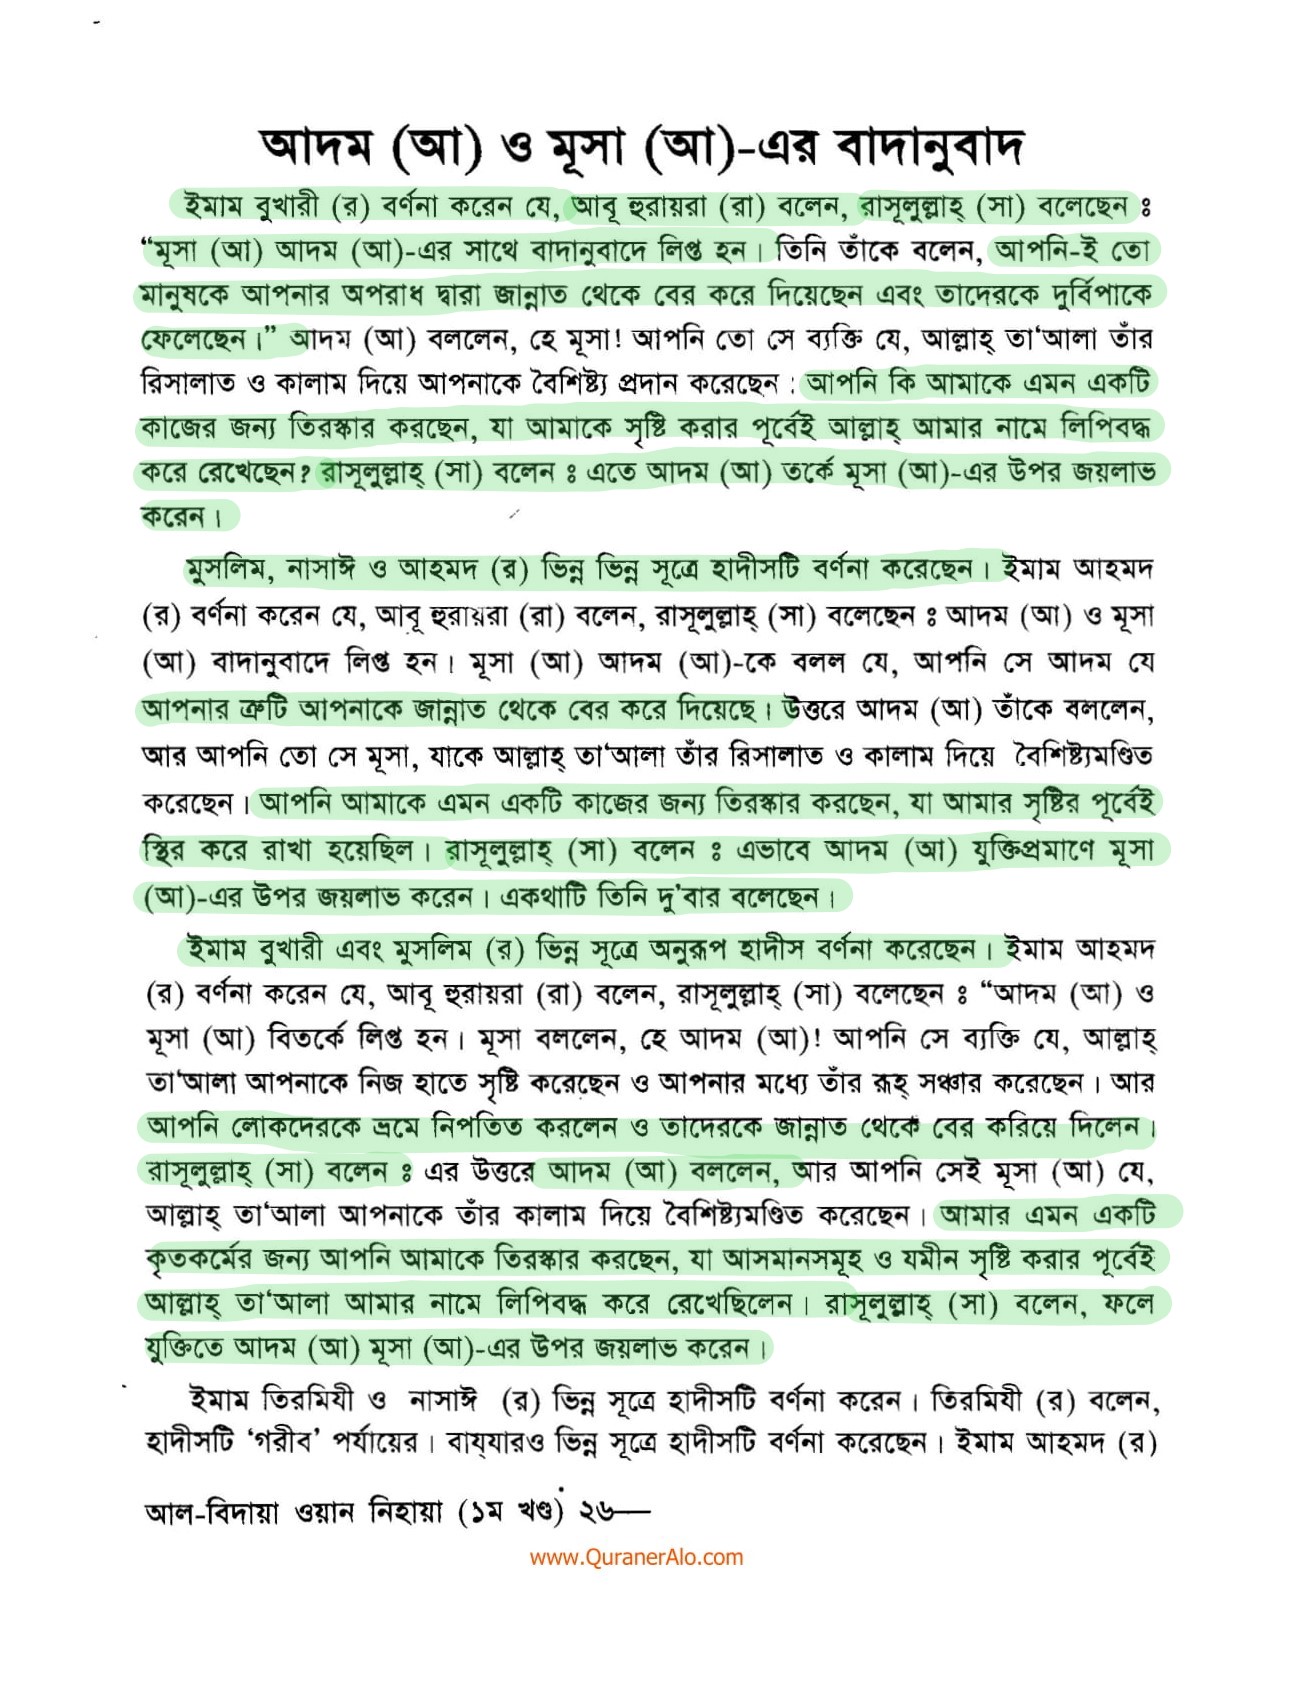 আদম (আ) ও মূসা (আ)-এর বাদানুবাদ
ইমাম বুখারী (র) বর্ণনা করেন যে, আবূ হুরায়রা (রা) বলেন, রাসূলুল্লাহ্ (সা) বলেছেন ঃ
“মূসা (আ) আদম (আ)-এর সাথে বাদানুবাদে লিপ্ত হন। তিনি তাঁকে বলেন, আপনি-ই তো
মানুষকে আপনার অপরাধ দ্বারা জান্নাত থেকে বের করে দিয়েছেন এবং তাদেরকে দুর্বিপাকে
ফেলেছেন।” আদম (আ) বললেন, হে মূসা! আপনি তো সে ব্যক্তি যে, আল্লাহ্ তা‘আলা তাঁর
রিসালাত ও কালাম দিয়ে আপনাকে বৈশিষ্ট্য প্রদান করেছেন : আপনি কি আমাকে এমন একটি
কাজের জন্য তিরস্কার করছেন, যা আমাকে সৃষ্টি করার পূর্বেই আল্লাহ্ আমার নামে লিপিবদ্ধ
করে রেখেছেন? রাসূলুল্লাহ্ (সা) বলেন ঃ এতে আদম (আ) তর্কে মূসা (আ)-এর উপর জয়লাভ
করেন।
মুসলিম, নাসাঈ ও আহমদ (র) ভিন্ন ভিন্ন সূত্রে হাদীসটি বর্ণনা করেছেন। ইমাম আহমদ
(র) বর্ণনা করেন যে, আবূ হুরায়রা (রা) বলেন, রাসূলুল্লাহ্ (সা) বলেছেন ঃ আদম (আ) ও মূসা
(আ) বাদানুবাদে লিপ্ত হন। মূসা (আ) আদম (আ)-কে বলল যে, আপনি সে আদম যে
আপনার ত্রুটি আপনাকে জান্নাত থেকে বের করে দিয়েছে। উত্তরে আদম (আ) তাঁকে বললেন,
আর আপনি তো সে মূসা, যাকে আল্লাহ্ তা‘আলা তাঁর রিসালাত ও কালাম দিয়ে বৈশিষ্ট্যমণ্ডিত
করেছেন। আপনি আমাকে এমন একটি কাজের জন্য তিরস্কার করছেন, যা আমার সৃষ্টির পূর্বেই
স্থির করে রাখা হয়েছিল। রাসূলুল্লাহ্ (সা) বলেন ঃ এভাবে আদম (আ) যুক্তিপ্রমাণে মূসা
(আ)-এর উপর জয়লাভ করেন। একথাটি তিনি দু’বার বলেছেন।
ইমাম বুখারী এবং মুসলিম (র) ভিন্ন সূত্রে অনুরূপ হাদীস বর্ণনা করেছেন। ইমাম আহমদ
(র) বর্ণনা করেন যে, আবূ হুরায়রা (রা) বলেন, রাসূলুল্লাহ্ (সা) বলেছেন ঃ “আদম (আ) ও
মূসা (আ) বিতর্কে লিপ্ত হন। মূসা বললেন, হে আদম (আ)! আপনি সে ব্যক্তি যে, আল্লাহ্
তা‘আলা আপনাকে নিজ হাতে সৃষ্টি করেছেন ও আপনার মধ্যে তাঁর রূহ্ সঞ্চার করেছেন। আর
আপনি লোকদেরকে ভ্রমে নিপতিত করলেন ও তাদেরকে জান্নাত থেকে বের করিয়ে দিলেন।
রাসূলুল্লাহ্ (সা) বলেন ঃ এর উত্তরে আদম (আ) বললেন, আর আপনি সেই মূসা (আ) যে,
আল্লাহ্ তা‘আলা আপনাকে তাঁর কালাম দিয়ে বৈশিষ্ট্যমণ্ডিত করেছেন। আমার এমন একটি
কৃতকর্মের জন্য আপনি আমাকে তিরস্কার করছেন, যা আসমানসমূহ ও যমীন সৃষ্টি করার পূর্বেই
আল্লাহ্ তা‘আলা আমার নামে লিপিবদ্ধ করে রেখেছিলেন। রাসূলুল্লাহ্ (সা) বলেন, ফলে
যুক্তিতে আদম (আ) মূসা (আ)-এর উপর জয়লাভ করেন।
ইমাম তিরমিযী ও নাসাঈ (র) ভিন্ন সূত্রে হাদীসটি বর্ণনা করেন। তিরমিযী (র) বলেন,
হাদীসটি ‘গরীব’ পর্যায়ের। বায্‌যারও ভিন্ন সূত্রে হাদীসটি বর্ণনা করেছেন। ইমাম আহমদ (র)
আল-বিদায়া ওয়ান নিহায়া (১ম খণ্ড) ২৬—
www.QuranerAlo.com